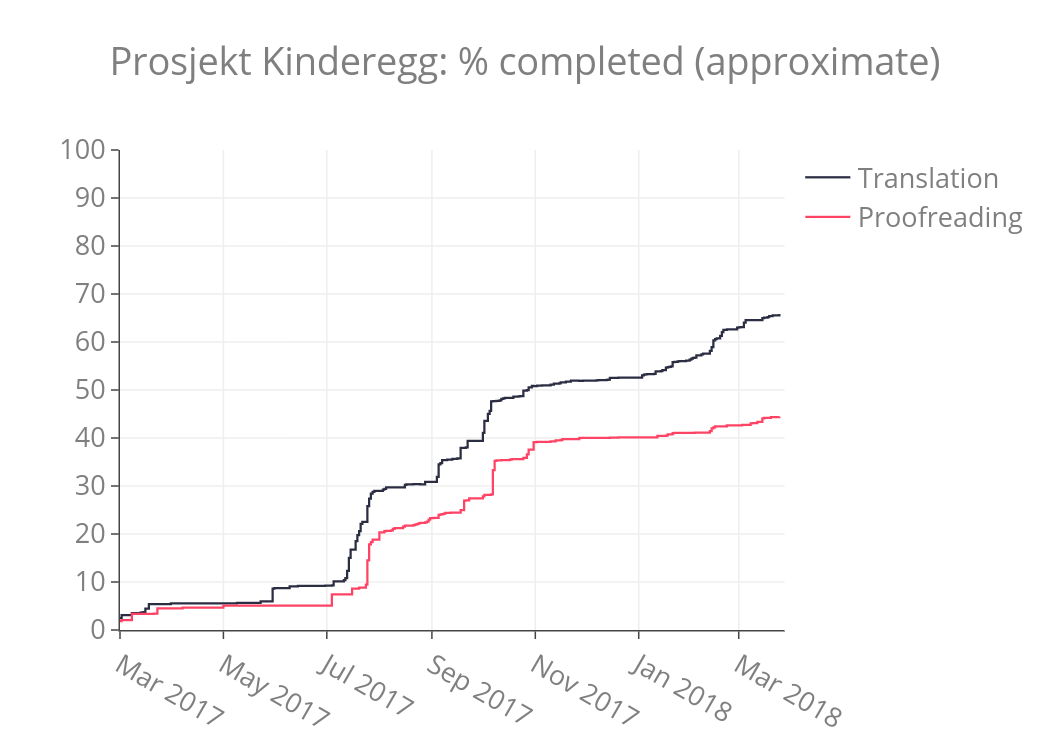 Prosjekt Kinderegg: % completed (approximate)
100
90
80
70
60
50
40
30
20
10
0
Mar 2017
May 2017
Jul 2017
Sep 2017
Nov 2017
Jan 2018
Mar 2018
Translation
Proofreading